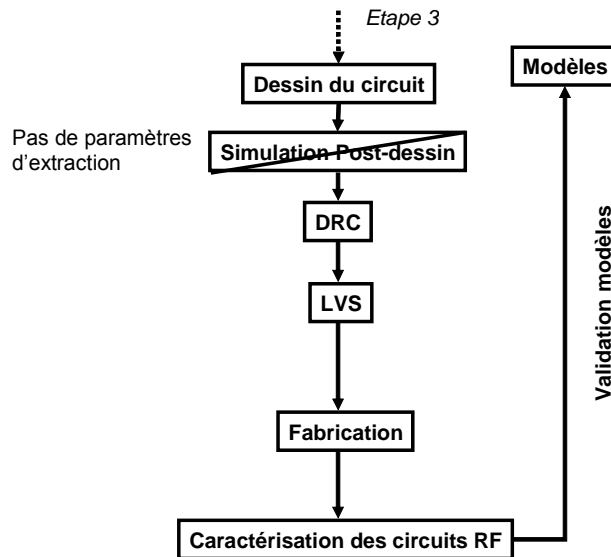 Etape 3
Modèles
Dessin du circuit
Pas de paramètres
d'extraction
Simulation Post-dessin
DRC
LVS
Validation modèles
Fabrication
Caractérisation des circuits RF